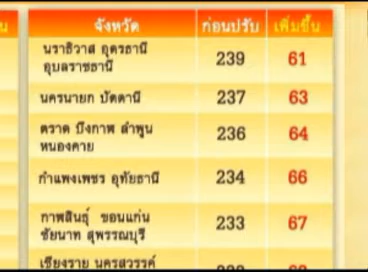 จังหวัด ก่อนปรับ เพิ่มขึ้น
นราธิวาส อุดรธานี
อุบลราชธานี 239 61
นครนายก ปัตตานี 237 63
ตราด บึงกาฬ ลำพูน
หนองคาย 236 64
กำแพงเพชร อุทัยธานี 234 66
กาฬสินธุ์ ขอนแก่น
ชัยนาท สุพรรณบุรี 233 67
เชียงราย นครสวรรค์